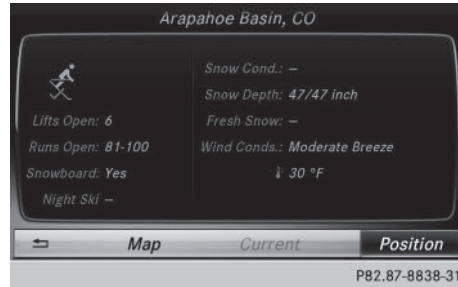 Arapahoe Basin, CO
Lifts Open: 6
Runs Open: 81-100
Snowboard: Yes
Night Ski –
Snow Cond.: –
Snow Depth: 47/47 inch
Fresh Snow: –
Wind Conds.: Moderate Breeze
30 °F
Map
Current
Position
P82.87-8838-31